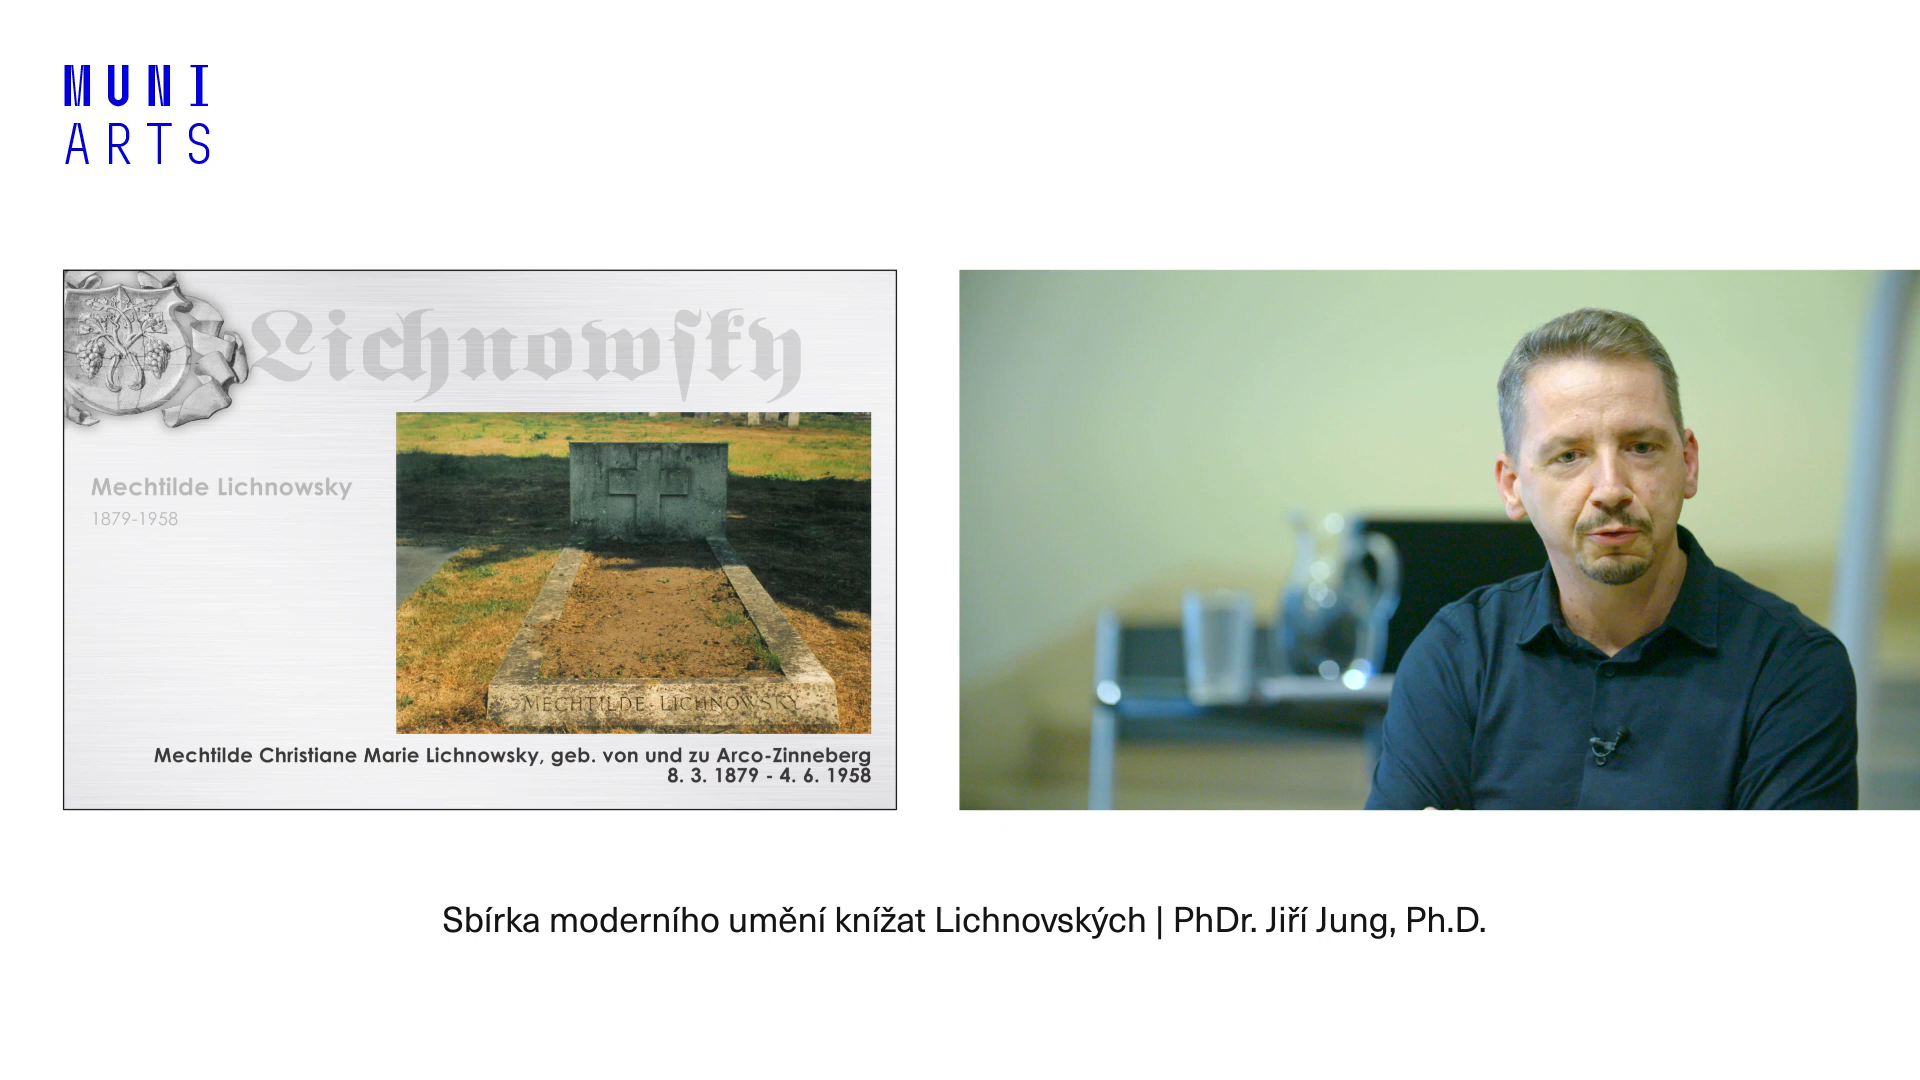 MUNI
ARTS
Lichnowſky
Mechtilde Lichnowsky
1879-1958
MECHTILDE · LICHNOWSKY
Mechtilde Christiane Marie Lichnowsky, geb. von und zu Arco-Zinneberg
8. 3. 1879 - 4. 6. 1958
Sbírka moderního umění knížat Lichnovských | PhDr. Jiří Jung, Ph.D.